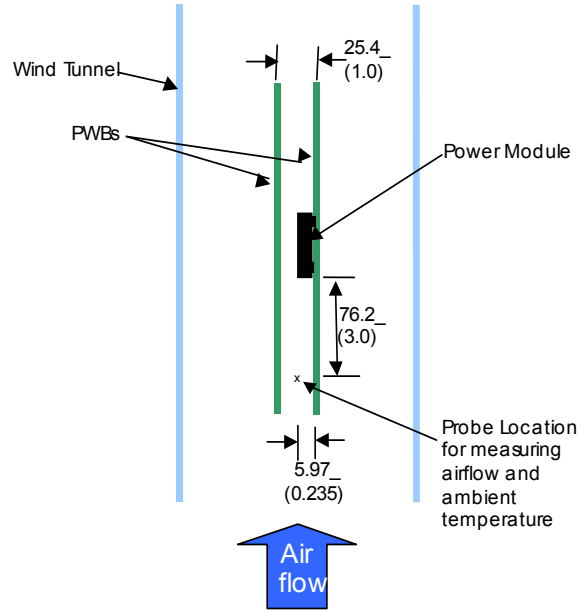 25.4_
(1.0)
Wind Tunnel
PWBs
Power Module
76.2_
(3.0)
x
Probe Location
for measuring
airflow and
ambient
temperature
5.97_
(0.235)
Air
flow